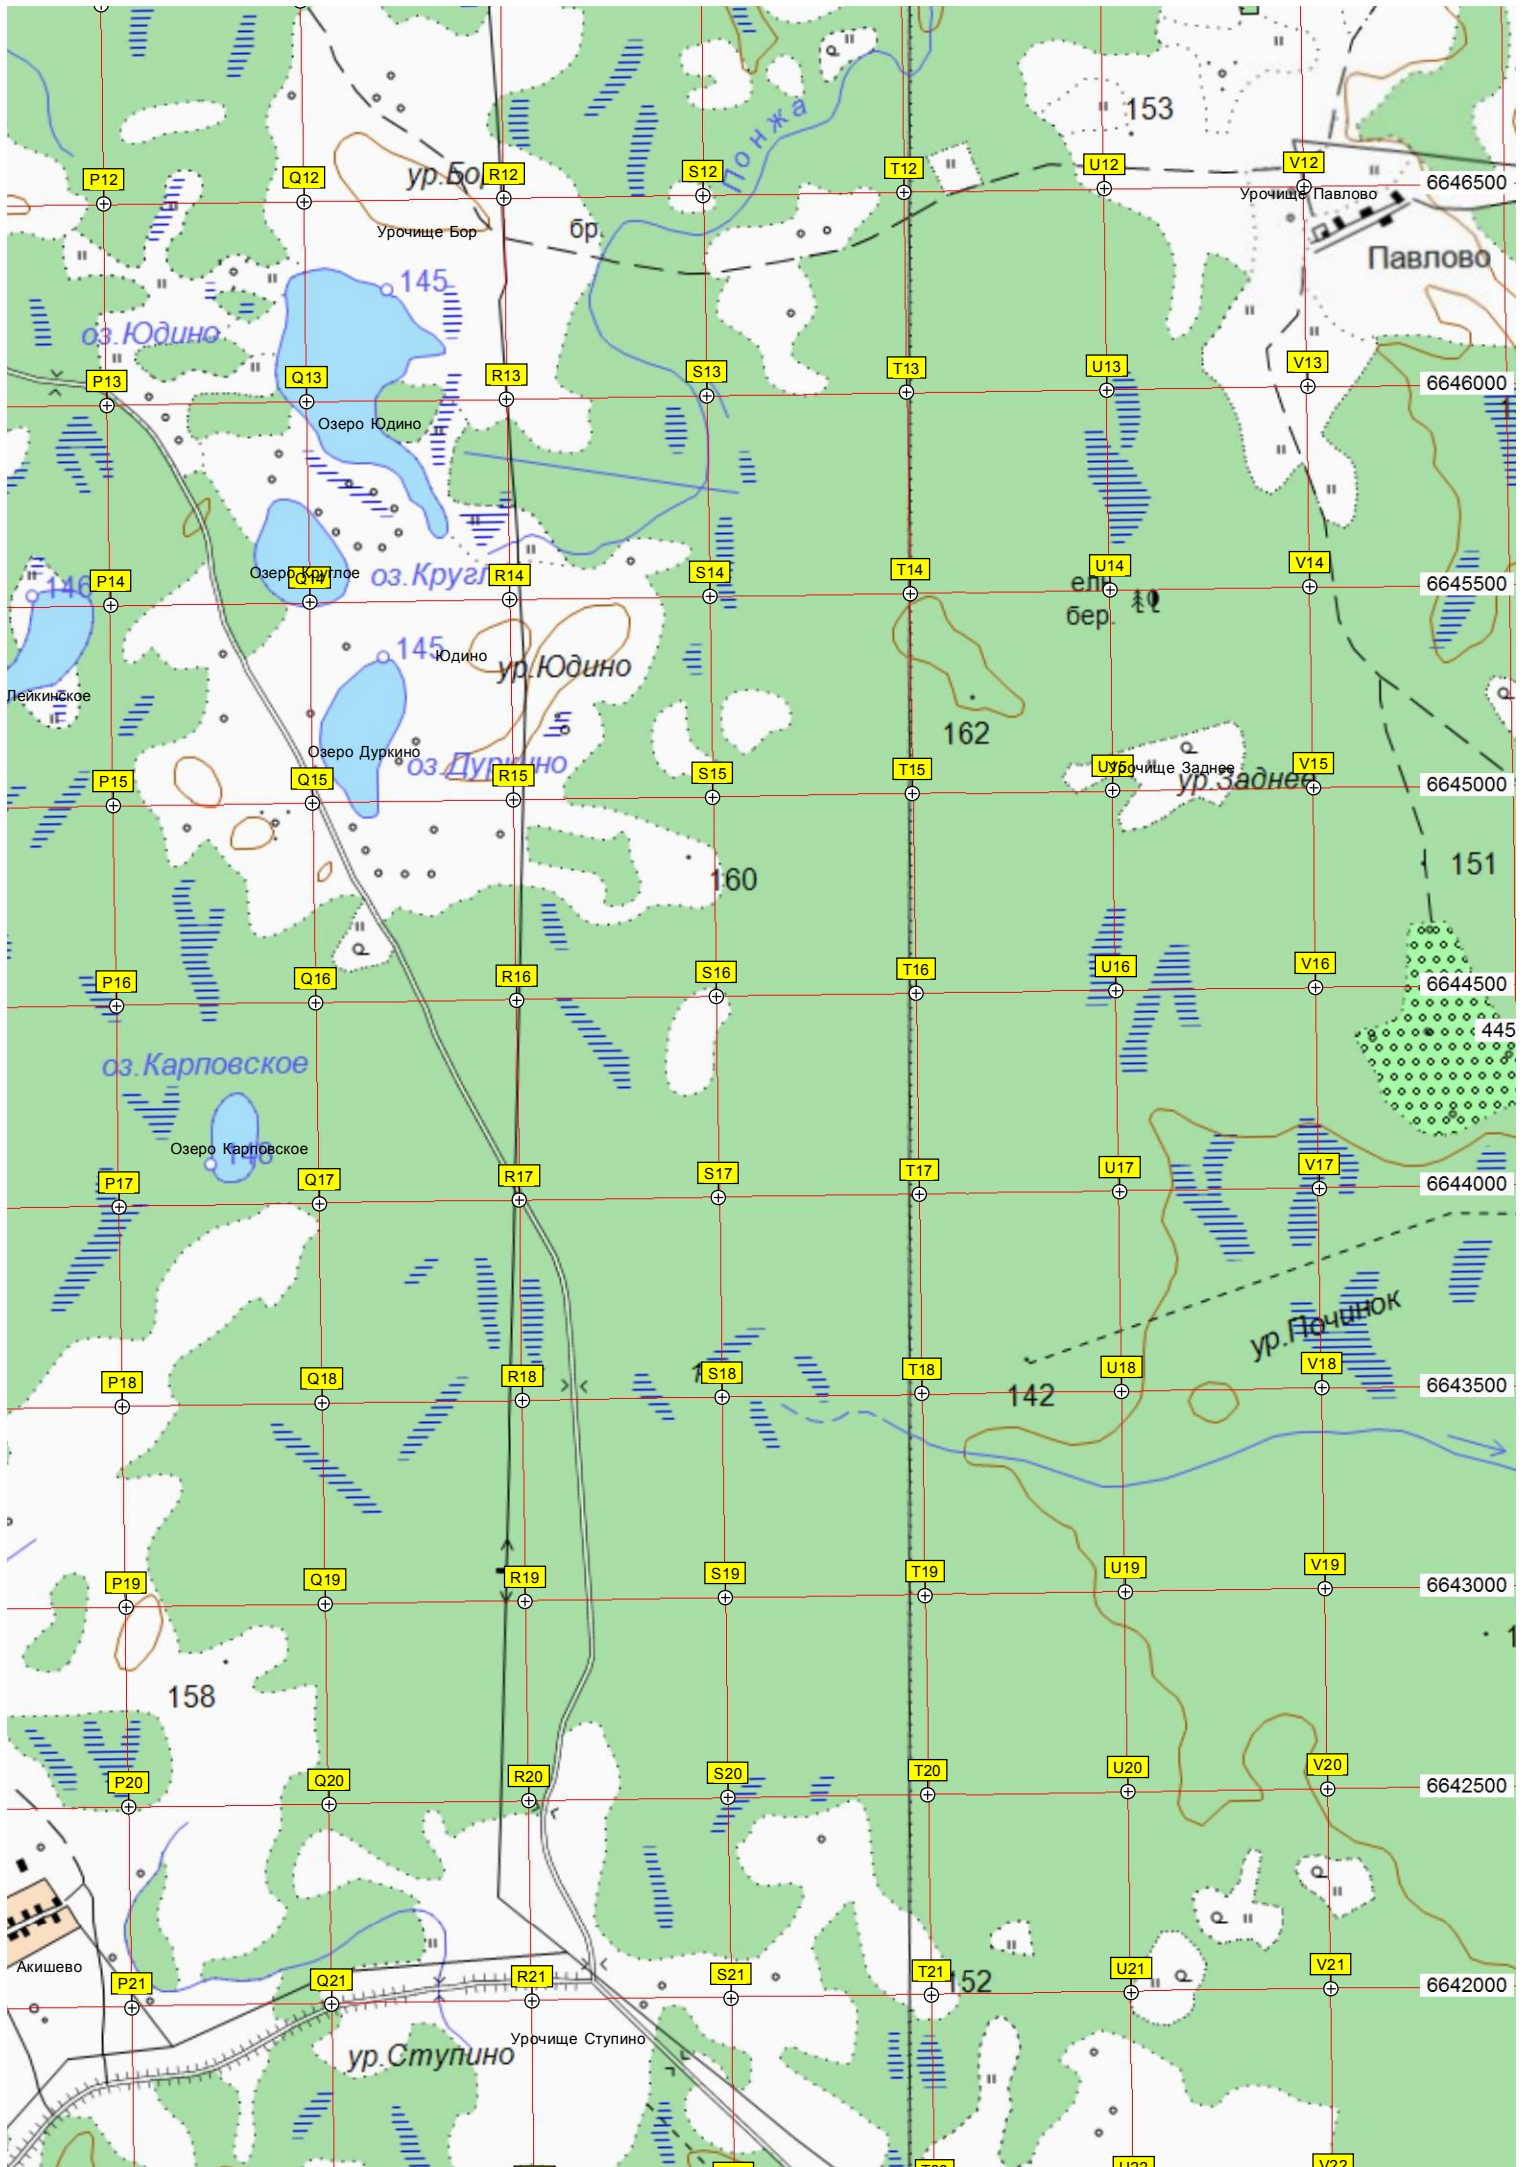 153
Понжа
P12
Q12
ур.Бор
R12
S12
T12
U12
V12
6646500
Урочище Павлово
Урочище Бор
бр.
Павлово
145
оз.Юдино
P13
Q13
R13
S13
T13
U13
V13
6646000
Озеро Юдино
Озеро Круглое
оз.Кругл
146
P14
Q14
R14
S14
T14
U14
V14
6645500
бер.
145
Юдино
ур.Юдино
Лейкинское
162
Озеро Дуркино
P15
Q15
R15
S15
T15
U15
Урочище Заднее
ур.Заднее
V15
6645000
160
151
P16
Q16
R16
S16
T16
U16
V16
6644500
445
оз.Карповское
Озеро Карповское
P17
Q17
R17
S17
T17
U17
V17
6644000
ур.Починок
P18
Q18
R18
S18
T18
U18
V18
6643500
142
P19
Q19
R19
S19
T19
U19
V19
6643000
158
P20
Q20
R20
S20
T20
U20
V20
6642500
Акишево
P21
Q21
R21
S21
T21
152
U21
V21
6642000
Урочище Ступино
ур.Ступино